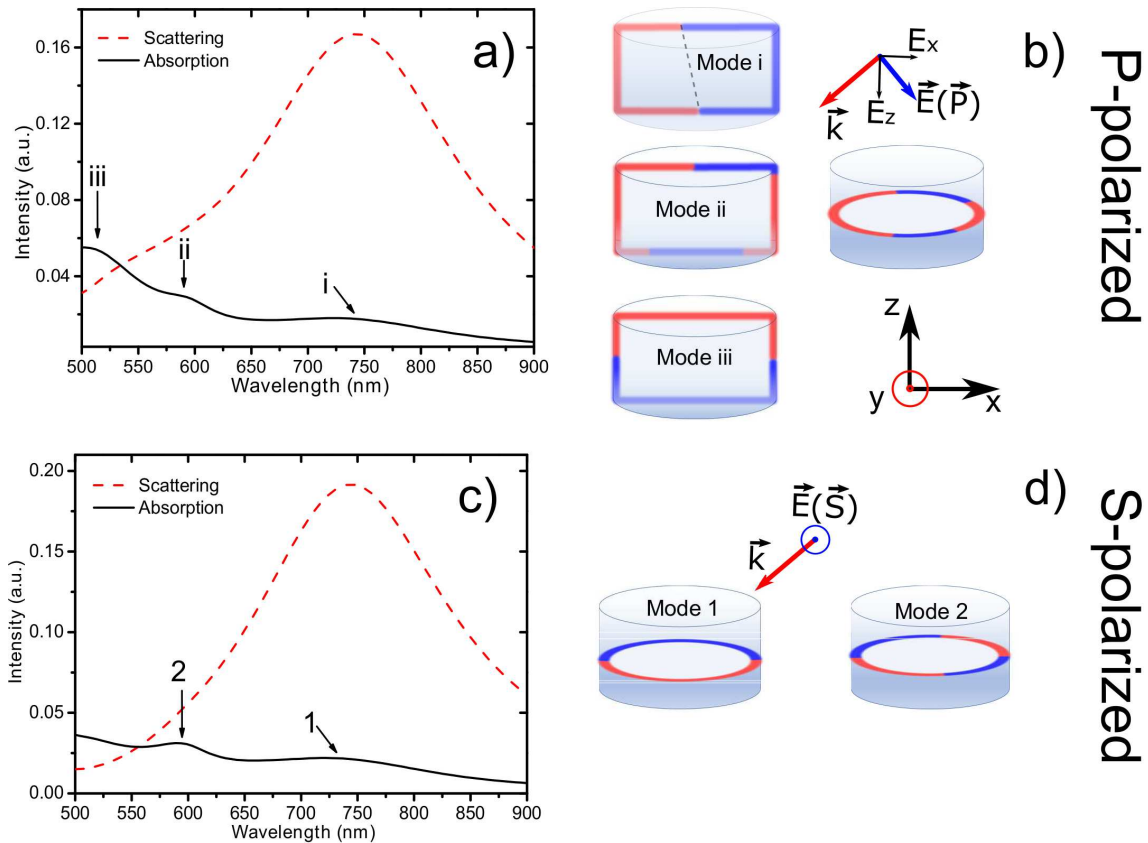 a)
Scattering
Absorption
Intensity (a.u.)
0.16
0.12
0.08
0.04
iii
ii
i
500 550 600 650 700 750 800 850 900
Wavelength (nm)
b)
Mode i
Ex
Ez
E(P)
k
Mode ii
Mode iii
z
y
x
P-polarized
c)
Scattering
Absorption
Intensity (a.u.)
0.20
0.15
0.10
0.05
0.00
2
1
500 550 600 650 700 750 800 850 900
Wavelength (nm)
d)
E(S)
k
Mode 1
Mode 2
S-polarized